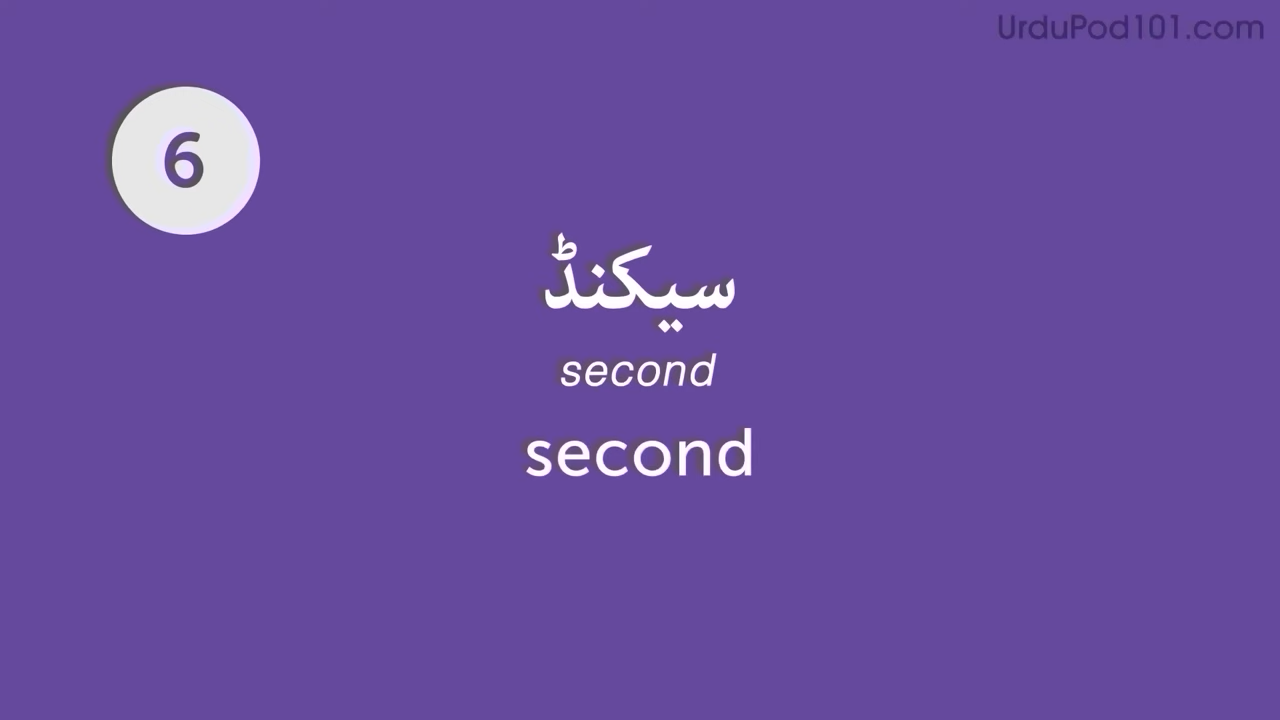 UrduPod101.com
6
سیکنڈ
second
second